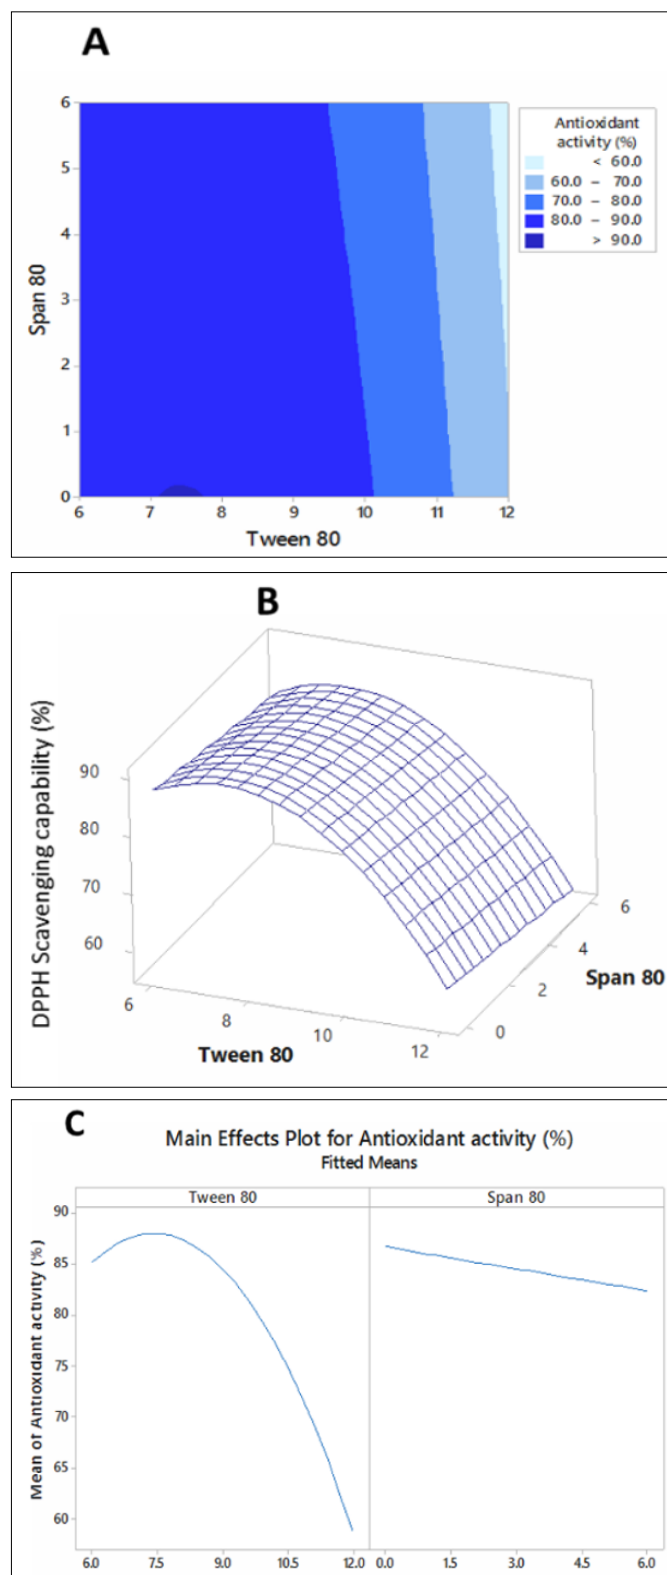 A
6
5
4
3
2
1
0
Span 80
6 7 8 9 10 11 12
Tween 80
Antioxidant
activity (%)
< 60.0
60.0 – 70.0
70.0 – 80.0
80.0 – 90.0
> 90.0
B
DPPH Scavenging capability (%)
90
80
70
60
6
8
10
12
Tween 80
0
2
4
6
Span 80
C
Main Effects Plot for Antioxidant activity (%)
Fitted Means
Tween 80 Span 80
Mean of Antioxidant activity (%)
90
85
80
75
70
65
60
6.0 7.5 9.0 10.5 12.0 0.0 1.5 3.0 4.5 6.0